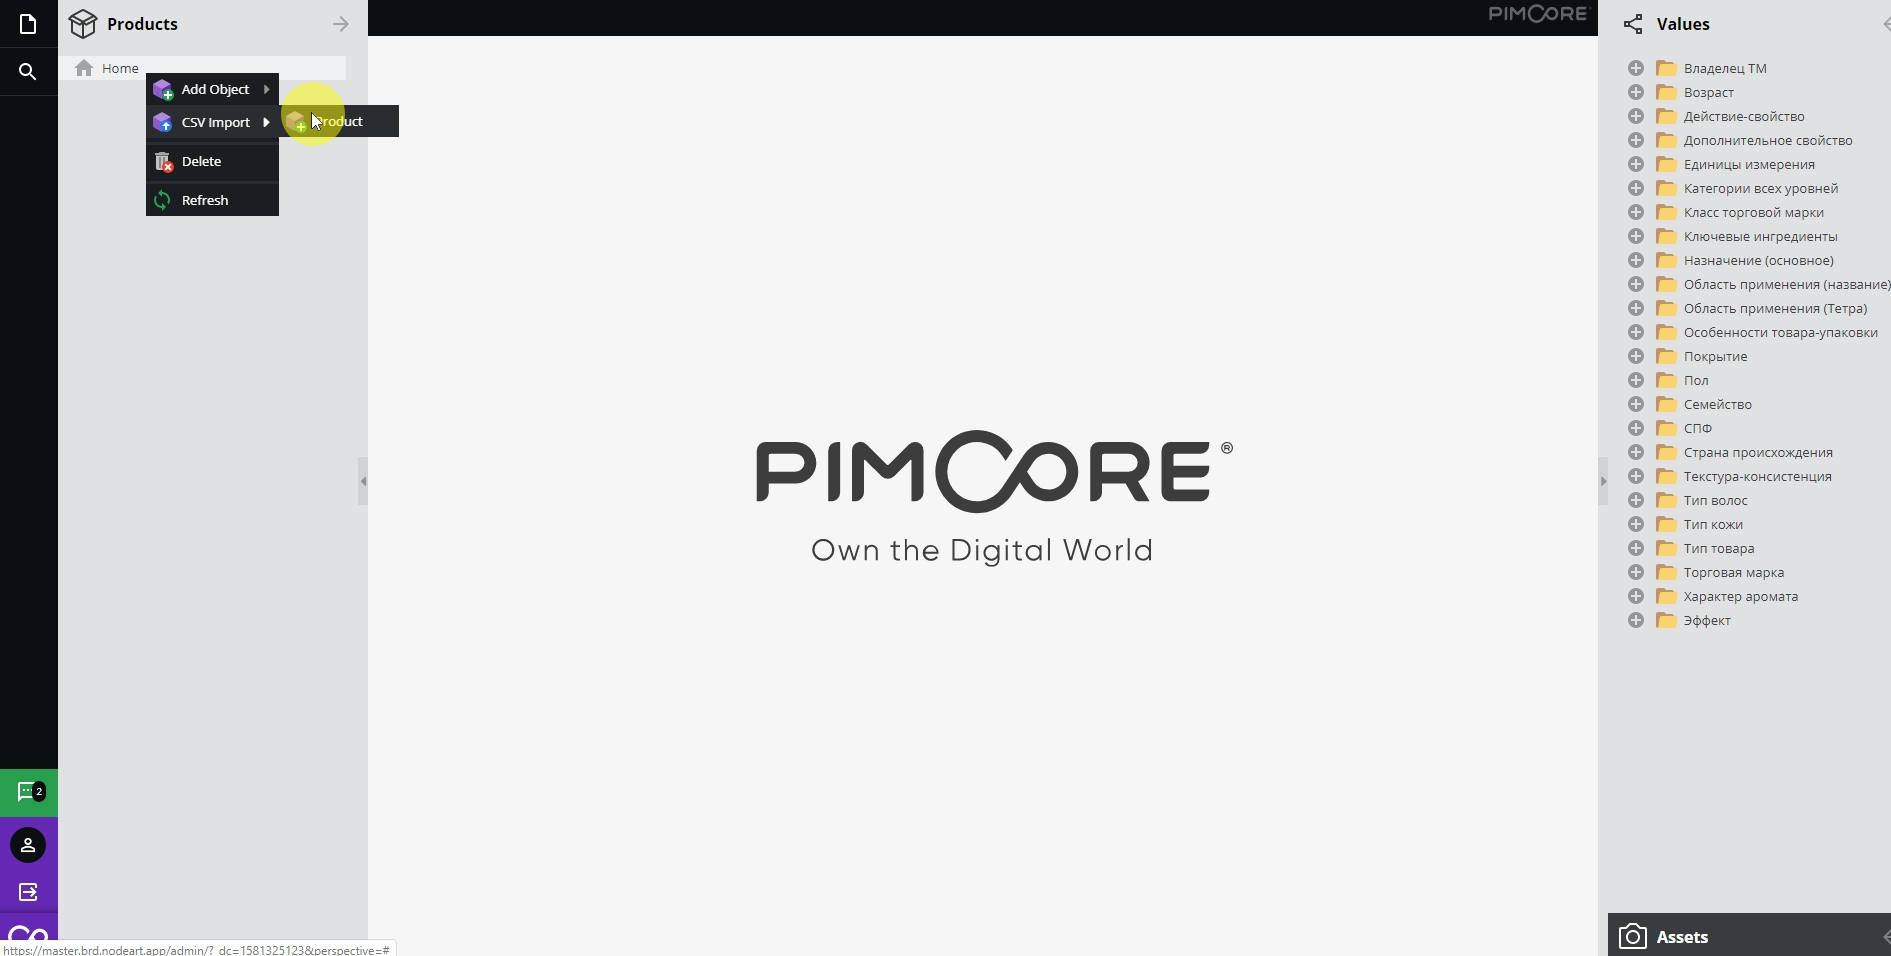 Products
Home
Add Object
CSV Import
Product
Delete
Refresh
2
https://master.brd.nodeart.app/admin/?_dc=1581325123&perspective=#
PIMCORE
PIMCORE®
Own the Digital World
Values
Владелец ТМ
Возраст
Действие-свойство
Дополнительное свойство
Единицы измерения
Категории всех уровней
Класс торговой марки
Ключевые ингредиенты
Назначение (основное)
Область применения (название)
Область применения (Тетра)
Особенности товара-упаковки
Покрытие
Пол
Семейство
СПФ
Страна происхождения
Текстура-консистенция
Тип волос
Тип кожи
Тип товара
Торговая марка
Характер аромата
Эффект
Assets